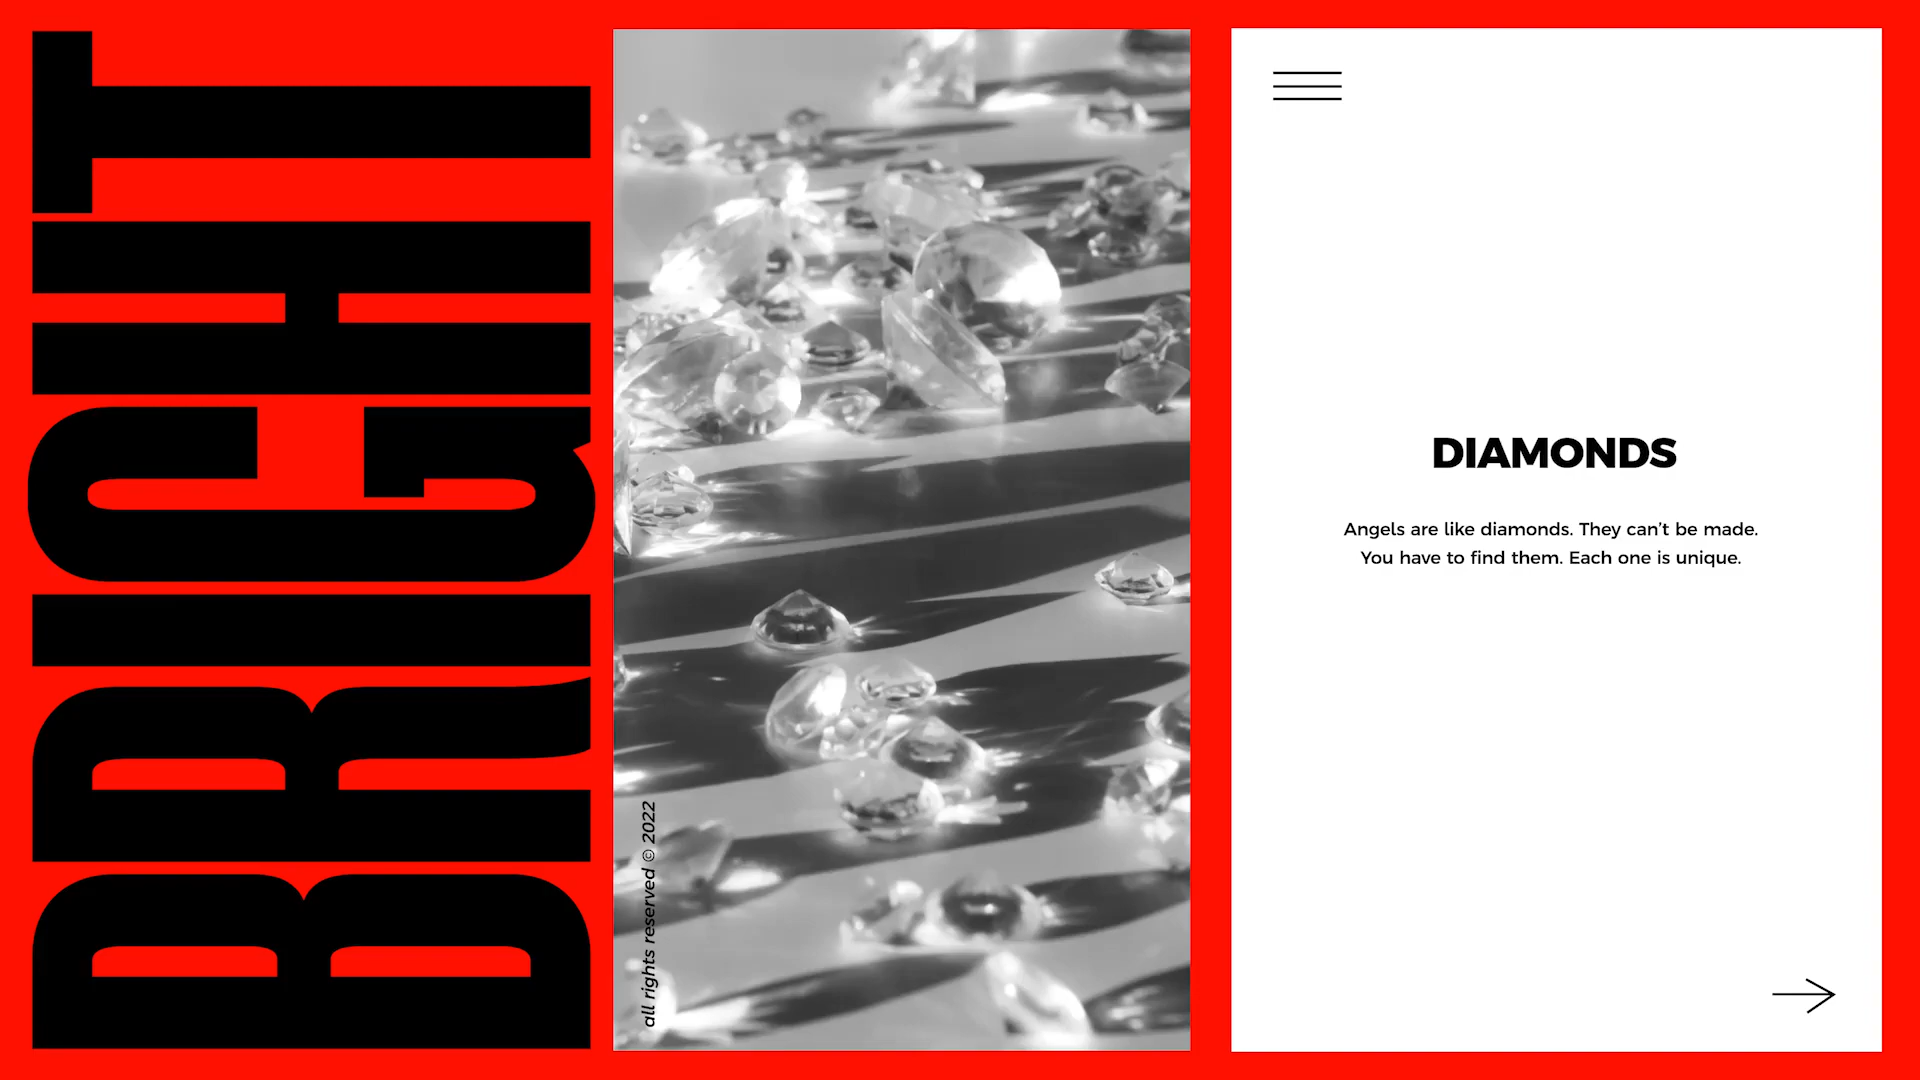 BRIGHT
all rights reserved © 2022
DIAMONDS
Angels are like diamonds. They can’t be made.
You have to find them. Each one is unique.